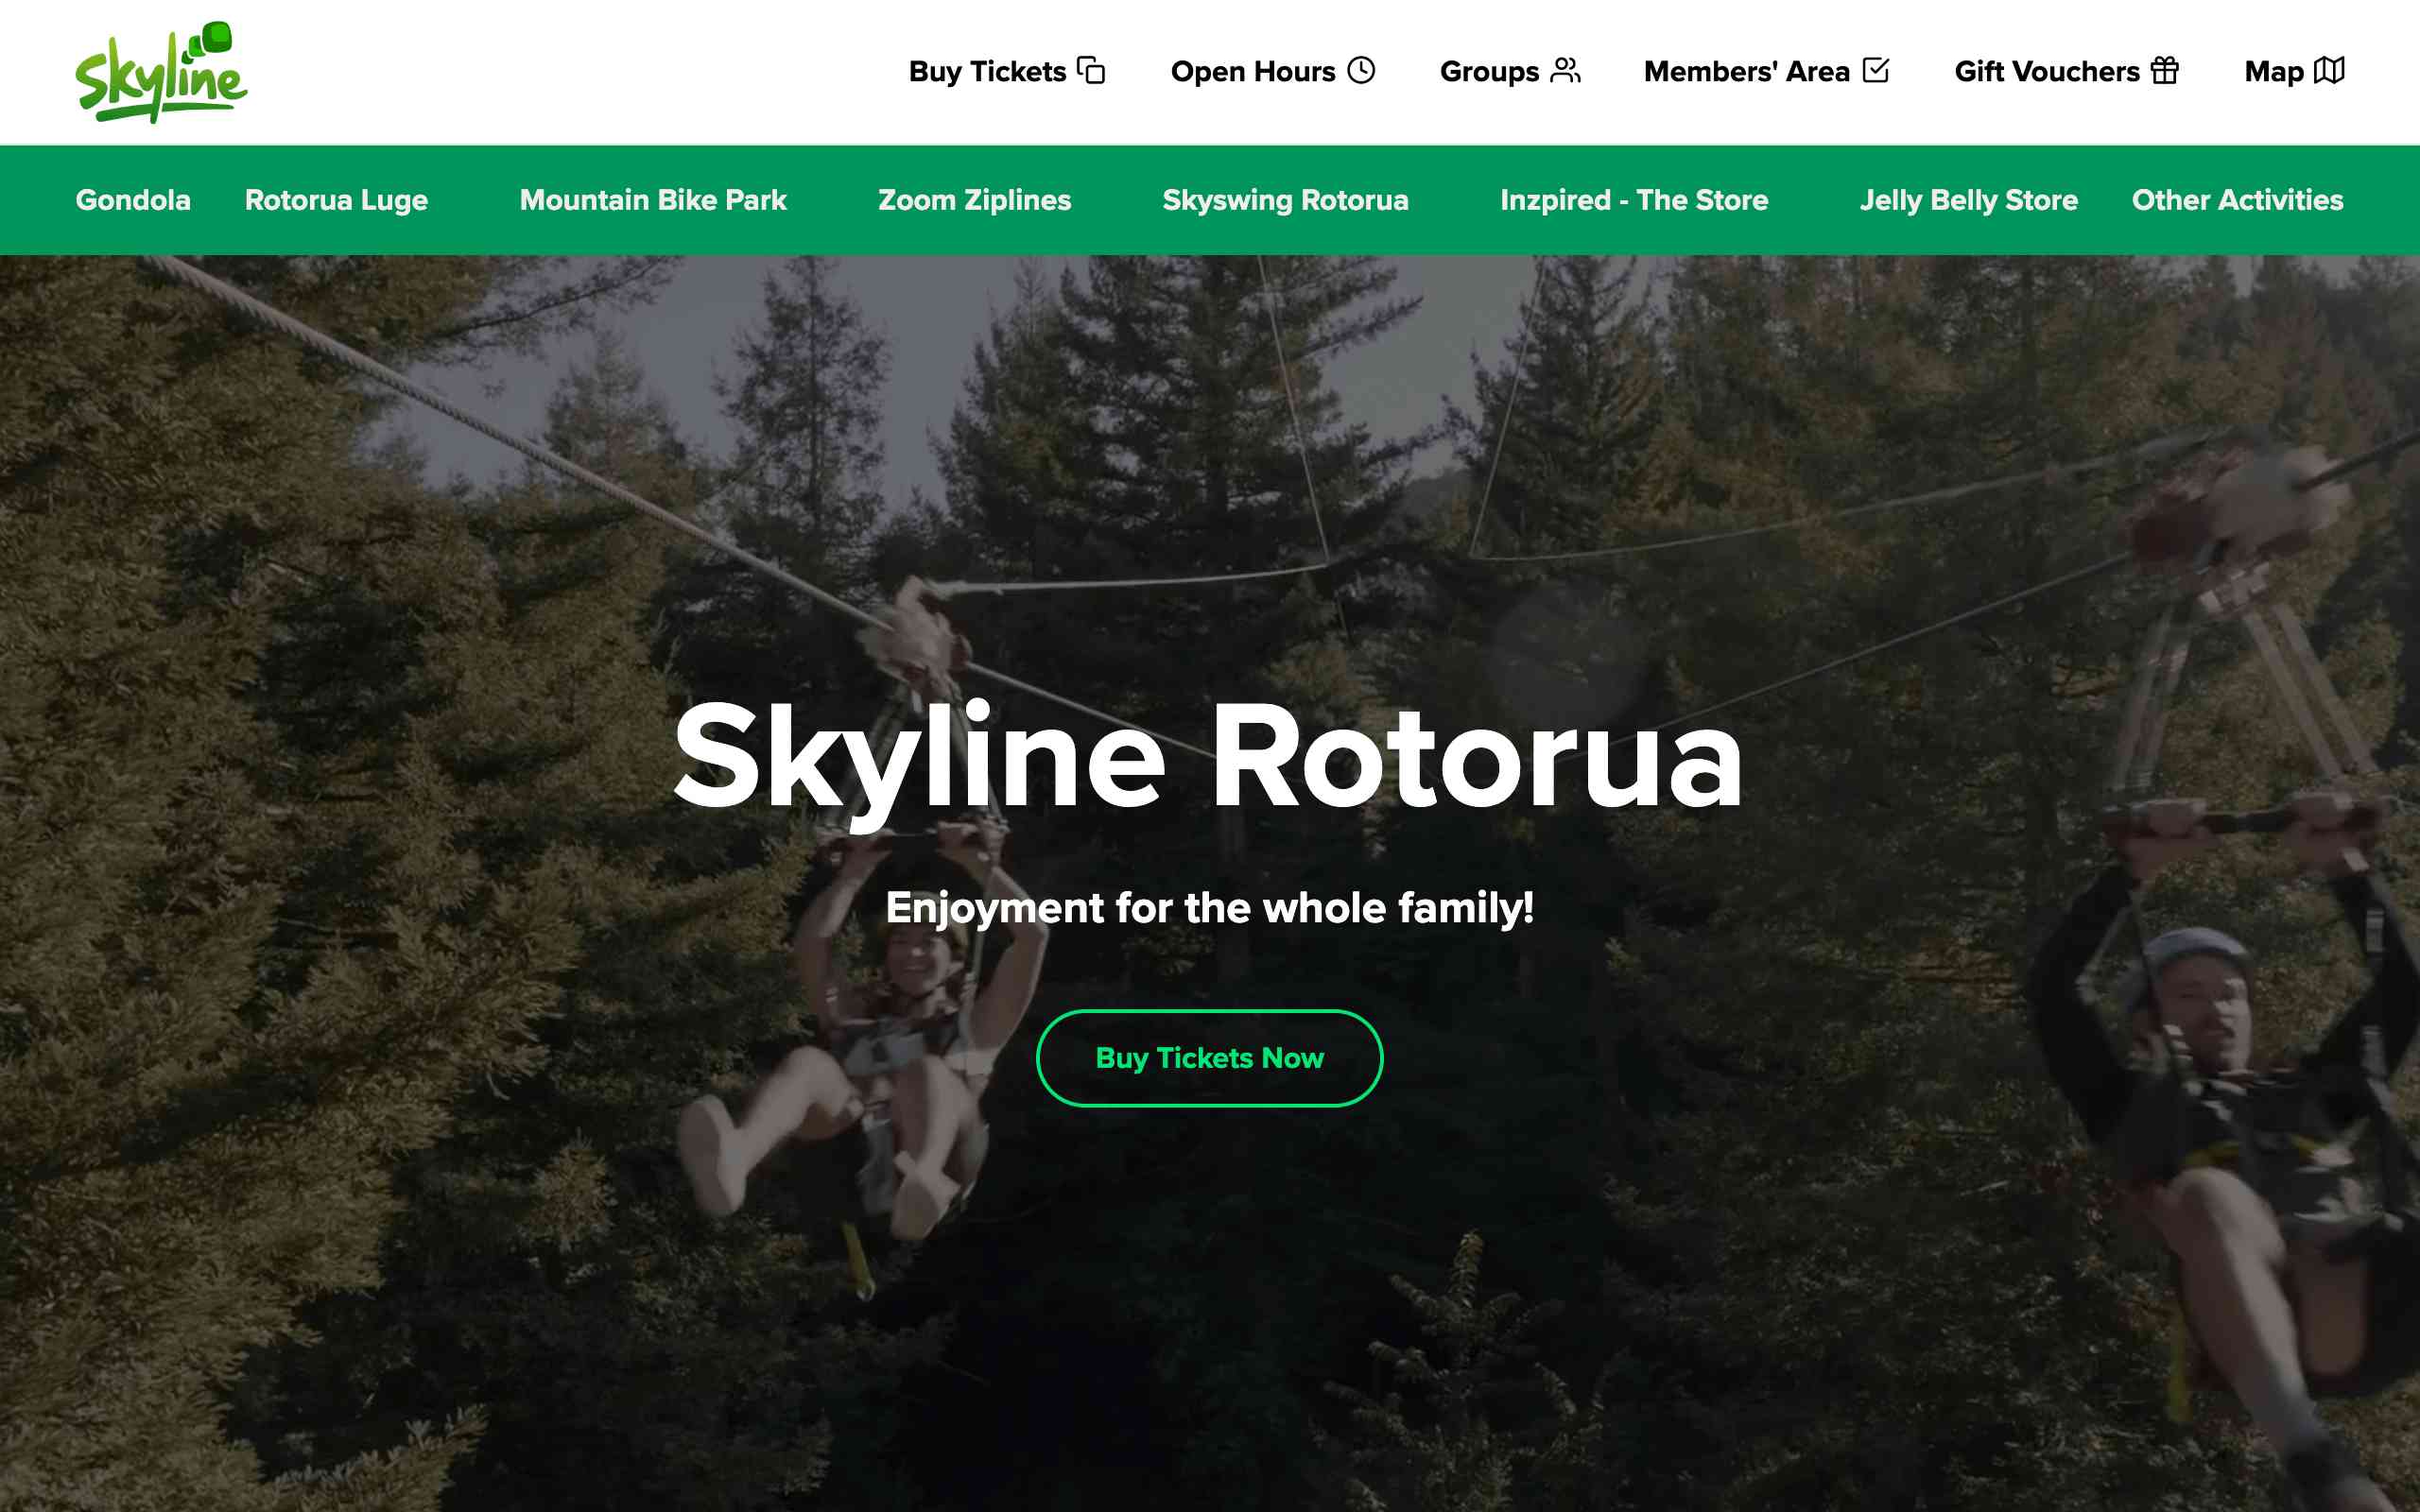 skyline
Buy Tickets Open Hours Groups Members' Area Gift Vouchers Map
Gondola Rotorua Luge Mountain Bike Park Zoom Ziplines Skyswing Rotorua Inzpired - The Store Jelly Belly Store Other Activities
Skyline Rotorua
Enjoyment for the whole family!
Buy Tickets Now